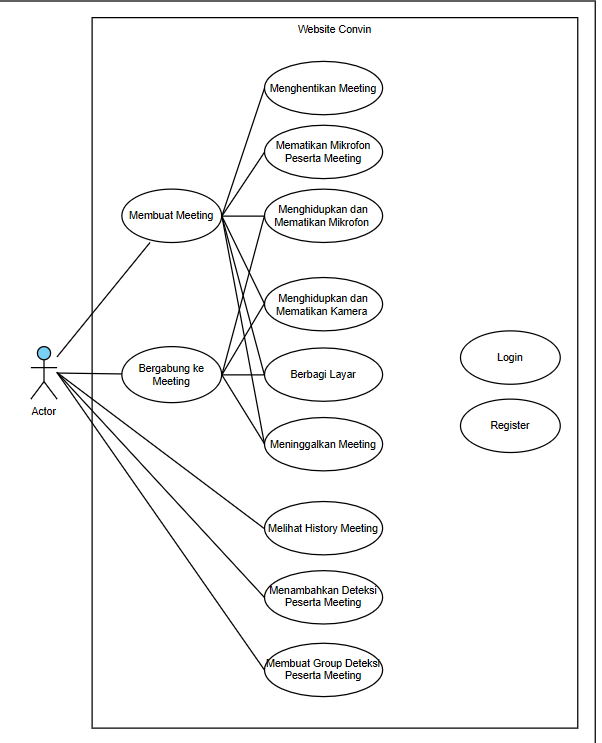 Website Convin
Menghentikan Meeting
Mematikan Mikrofon
Peserta Meeting
Membuat Meeting
Menghidupkan dan
Mematikan Mikrofon
Menghidupkan dan
Mematikan Kamera
Bergabung ke
Meeting
Berbagi Layar
Login
Actor
Meninggalkan Meeting
Register
Melihat History Meeting
Menambahkan Deteksi
Peserta Meeting
Membuat Group Deteksi
Peserta Meeting